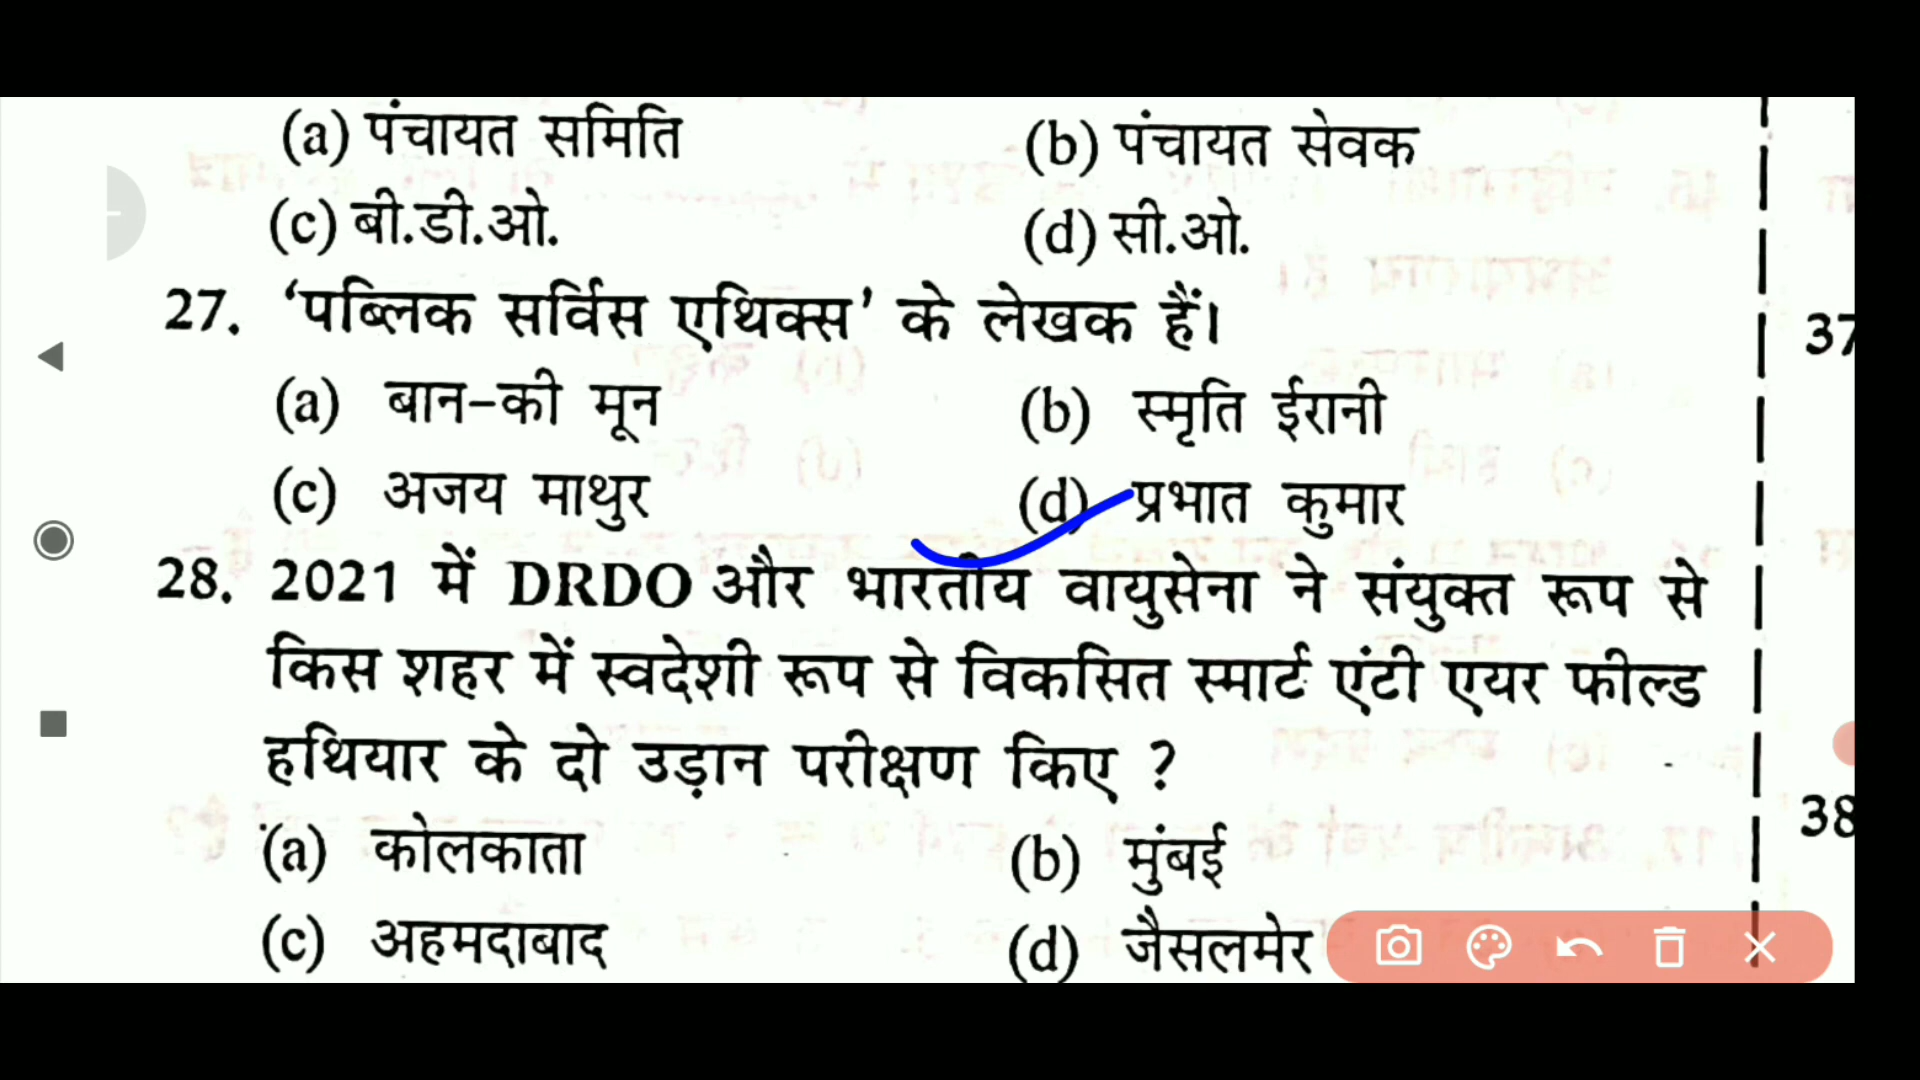 (a) पंचायत समिति (b) पंचायत सेवक
(c) बी.डी.ओ. (d) सी.ओ.
27. ‘पब्लिक सर्विस एथिक्स’ के लेखक हैं।
37
(a) बान-की मून (b) स्मृति ईरानी
(c) अजय माथुर (d) प्रभात कुमार
28. 2021 में DRDO और भारतीय वायुसेना ने संयुक्त रूप से
किस शहर में स्वदेशी रूप से विकसित स्मार्ट एंटी एयर फील्ड
हथियार के दो उड़ान परीक्षण किए ?
38
(a) कोलकाता (b) मुंबई
(c) अहमदाबाद (d) जैसलमेर